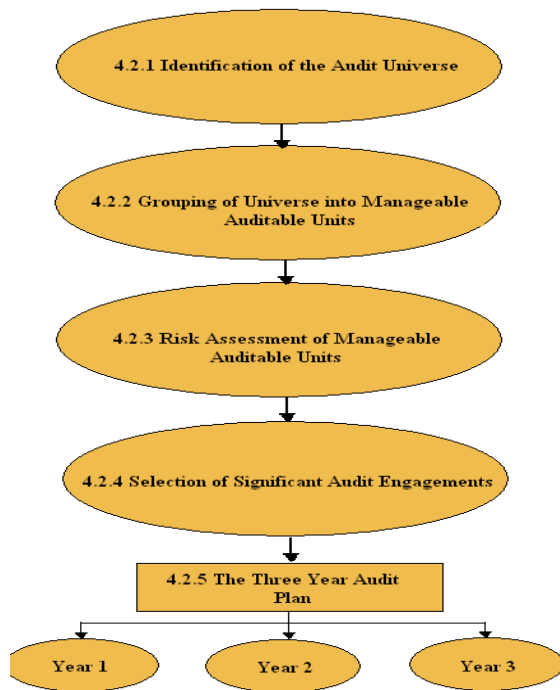 4.2.1 Identification of the Audit Universe
4.2.2 Grouping of Universe into Manageable
Auditable Units
4.2.3 Risk Assessment of Manageable
Auditable Units
4.2.4 Selection of Significant Audit Engagements
4.2.5 The Three Year Audit
Plan
Year 1
Year 2
Year 3